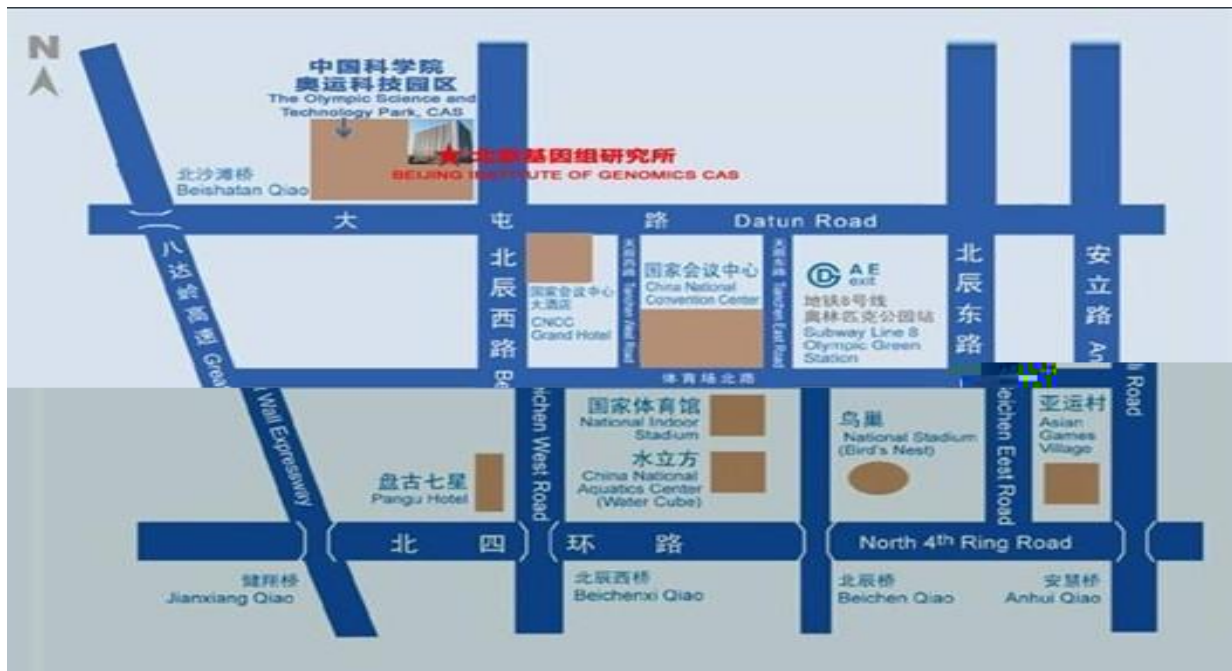 N
中国科学院
奥运科技园区
The Olympic Science and
Technology Park, CAS
北京基因组研究所
BEIJING INSTITUTE OF GENOMICS CAS
北沙滩桥
Beishatan Qiao
大屯路 Datun Road
八达岭高速 Great Wall Expressway
北辰西路 Beichen West Road
国家会议中心
大酒店
CNCC
Grand Hotel
天辰西路 Tianchen West Road
国家会议中心
China National
Convention Center
天辰东路 Tianchen East Road
A E
exit
地铁8号线
奥林匹克公园站
Subway Line 8
Olympic Green
Station
北辰东路 Beichen Eest Road
安立路 Anli Road
体育场北路
国家体育馆
National Indoor
Stadium
鸟巢
National Stadium
(Bird's Nest)
亚运村
Asian
Games
Village
盘古七星
Pangu Hotel
水立方
China National
Aquatics Center
(Water Cube)
北四环路 North 4th Ring Road
健翔桥
Jianxiang Qiao
北辰西桥
Beichenxi Qiao
北辰桥
Beichen Qiao
安慧桥
Anhui Qiao